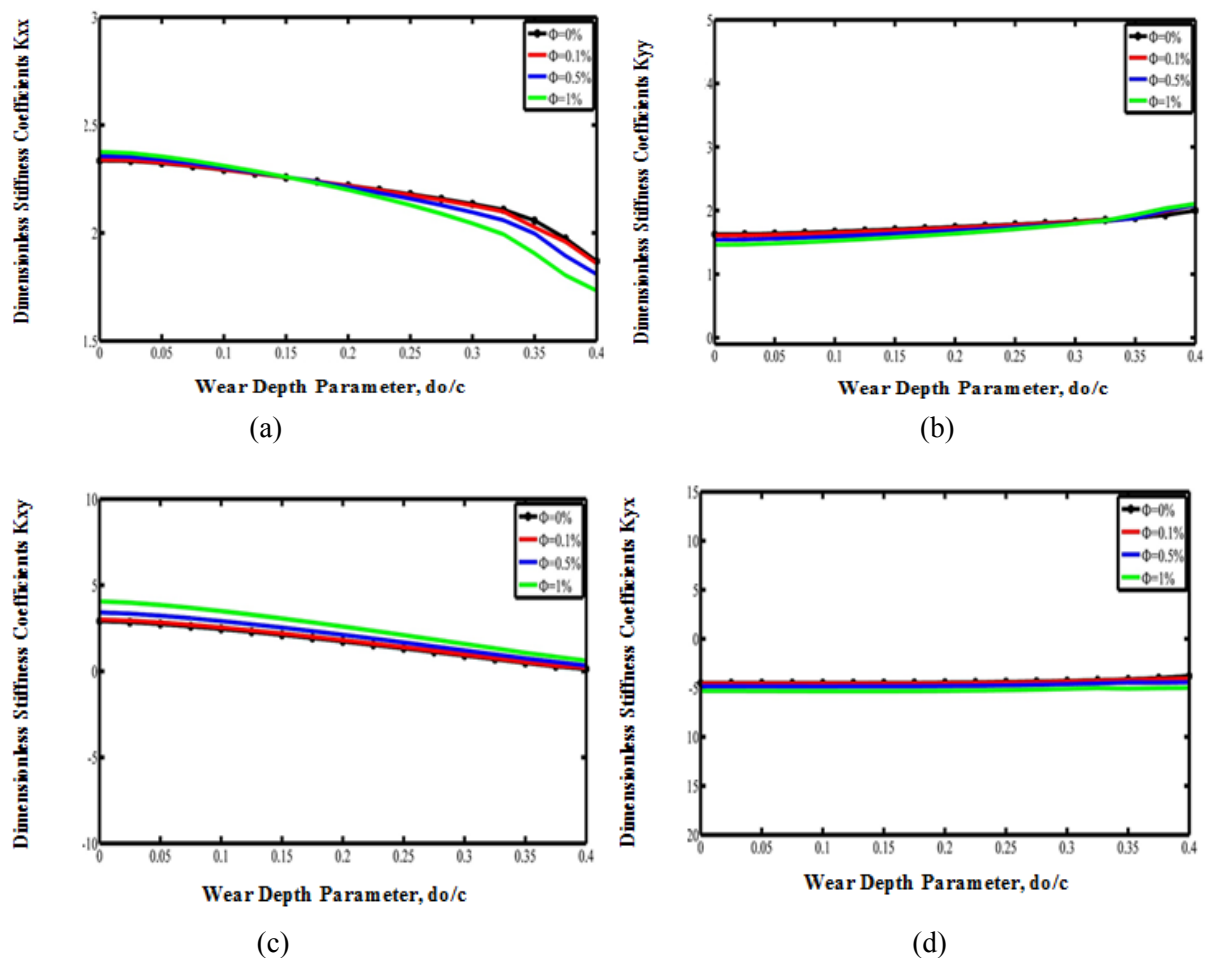 3
2.5
2
1.5
Dimensionless Stiffness Coefficients Kxx
Φ=0%
Φ=0.1%
Φ=0.5%
Φ=1%
0 0.05 0.1 0.15 0.2 0.25 0.3 0.35 0.4
Wear Depth Parameter, do/c
(a)
5
4
3
2
1
0
Dimensionless Stiffness Coefficients Kyy
Φ=0%
Φ=0.1%
Φ=0.5%
Φ=1%
0 0.05 0.1 0.15 0.2 0.25 0.3 0.35 0.4
Wear Depth Parameter, do/c
(b)
10
5
0
-5
-10
Dimensionless Stiffness Coefficients Kxy
Φ=0%
Φ=0.1%
Φ=0.5%
Φ=1%
0 0.05 0.1 0.15 0.2 0.25 0.3 0.35 0.4
Wear Depth Parameter, do/c
(c)
15
10
5
0
-5
10
15
20
Dimensionless Stiffness Coefficients Kyx
Φ=0%
Φ=0.1%
Φ=0.5%
Φ=1%
0 0.05 0.1 0.15 0.2 0.25 0.3 0.35 0.4
Wear Depth Parameter, do/c
(d)